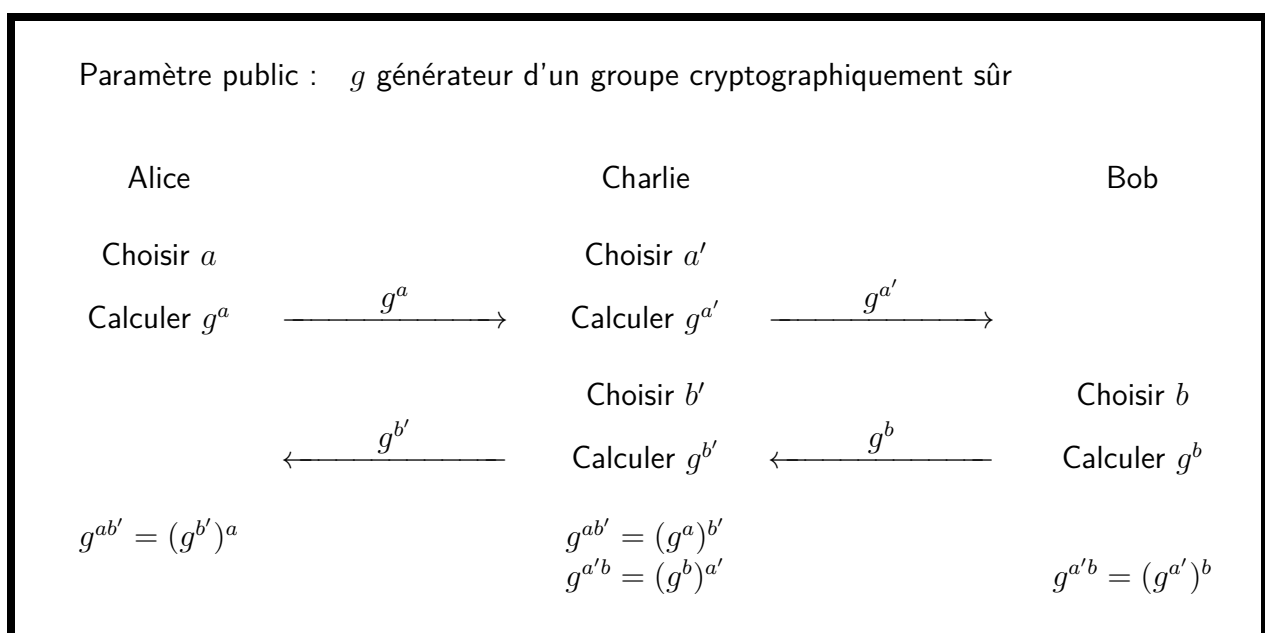 Paramètre public : g générateur d'un groupe cryptographiquement sûr
Alice Charlie Bob
Choisir a Choisir a′
Calculer g^a g^a Calculer g^{a′} g^{a′}
Choisir b′ Choisir b
g^{b′} Calculer g^{b′} g^b Calculer g^b
g^{ab′} = (g^{b′})^a g^{ab′} = (g^a)^{b′}
g^{a′b} = (g^b)^{a′} g^{a′b} = (g^{a′})^b